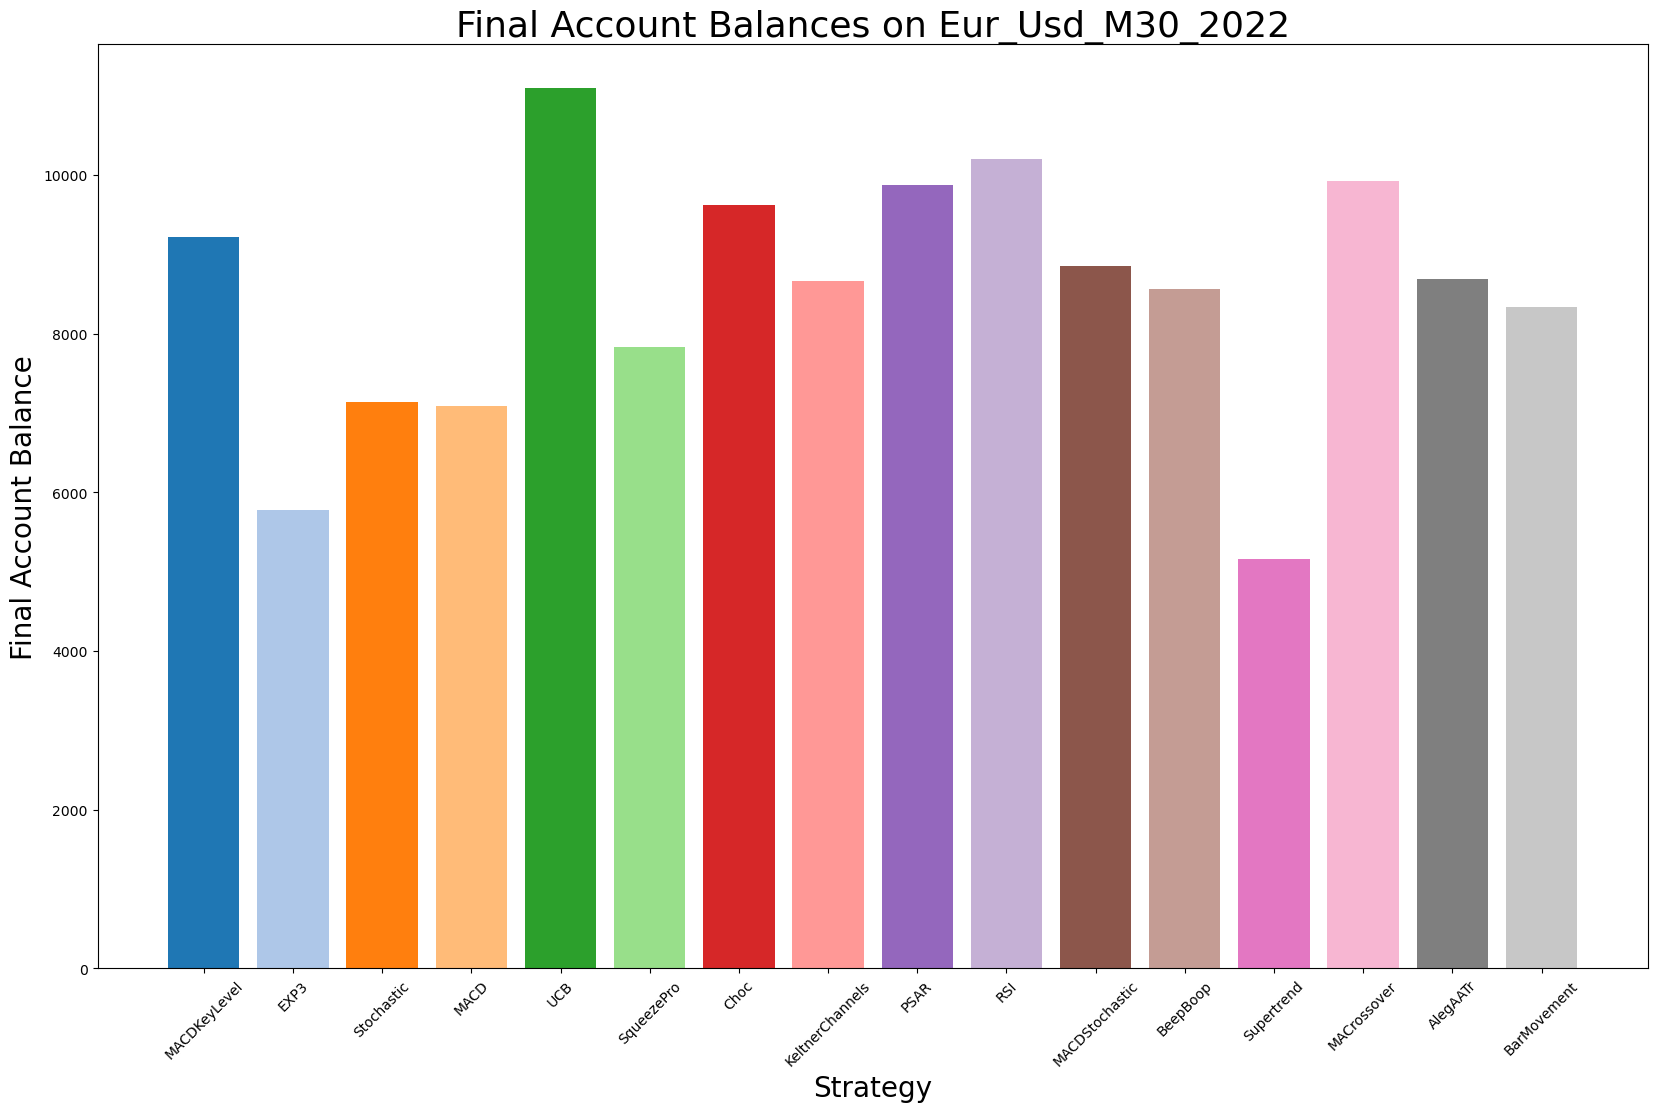 Final Account Balances on Eur_Usd_M30_2022
Final Account Balance
10000
8000
6000
4000
2000
0
MACDKeyLevel
EXP3
Stochastic
MACD
UCB
SqueezePro
Choc
KeltnerChannels
PSAR
RSI
MACDStochastic
BeepBoop
Supertrend
MACrossover
AlegAATr
BarMovement
Strategy